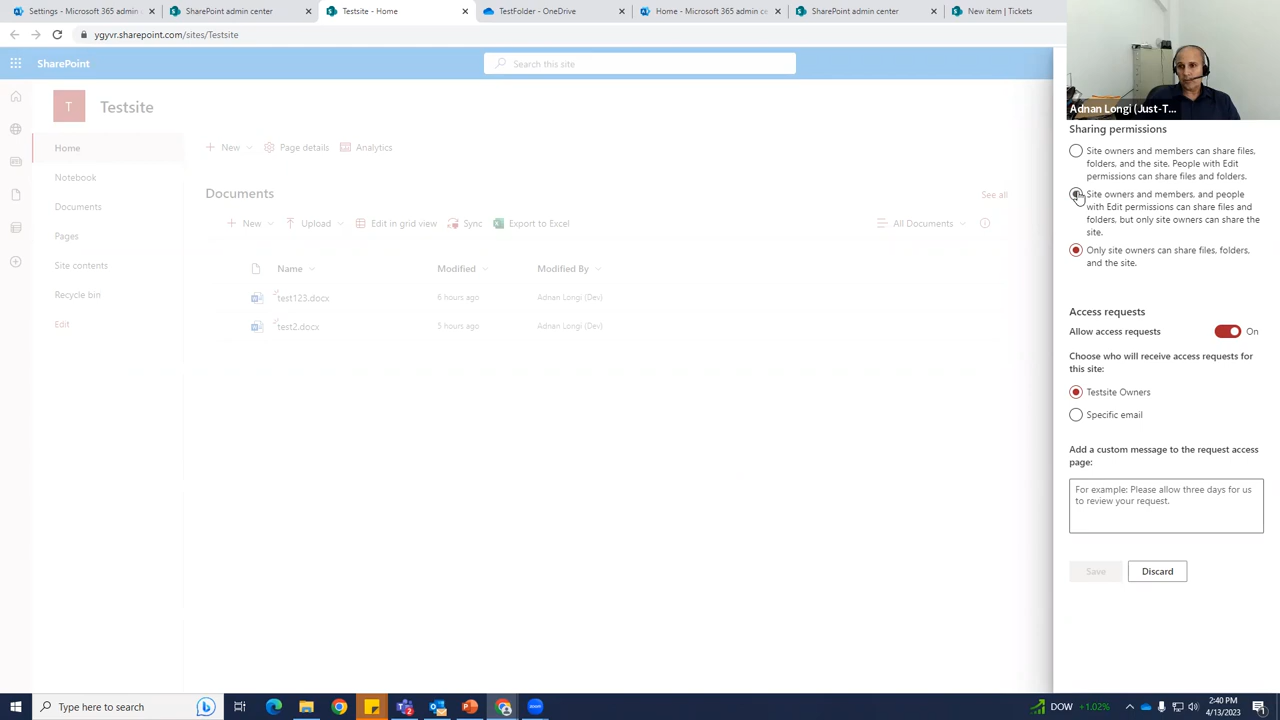 Settings - Microsoft 365 admin c
SharePoint admin center
Testsite - Home
TestFolder - OneDrive
Home - Microsoft 365 admin ce
SharePoint admin center
New item | Tickets
ygyvr.sharepoint.com/sites/Testsite
SharePoint
Search this site
T
Testsite
Home
Notebook
Documents
Pages
Site contents
Recycle bin
Edit
New
Page details
Analytics
Documents
See all
New
Upload
Edit in grid view
Sync
Export to Excel
All Documents
Name
Modified
Modified By
test123.docx
6 hours ago
Adnan Longi (Dev)
test2.docx
5 hours ago
Adnan Longi (Dev)
Adnan Longi (Just-T...
Sharing permissions
Site owners and members can share files,
folders, and the site. People with Edit
permissions can share files and folders.
Site owners and members, and people
with Edit permissions can share files and
folders, but only site owners can share the
site.
Only site owners can share files, folders,
and the site.
Access requests
Allow access requests
On
Choose who will receive access requests for
this site:
Testsite Owners
Specific email
Add a custom message to the request access
page:
For example: Please allow three days for us
to review your request.
Save
Discard
Type here to search
DOW +1.02%
2:40 PM
4/13/2023